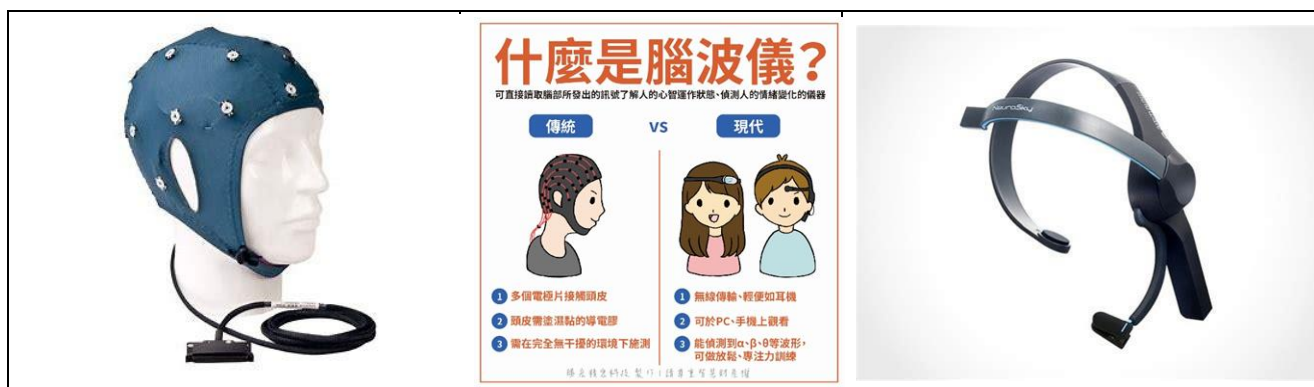 什麼是腦波儀？
可直接讀取腦部所發出的訊號了解人的心智運作狀態、偵測人的情緒變化的儀器
傳統
VS
現代
1 多個電極片接觸頭皮
2 頭皮需塗濕黏的導電膠
3 需在完全無干擾的環境下施測
1 無線傳輸、輕便如耳機
2 可於PC、手機上觀看
3 能偵測到α、β、θ等波形，
可做放鬆、專注力訓練
NeuroSky